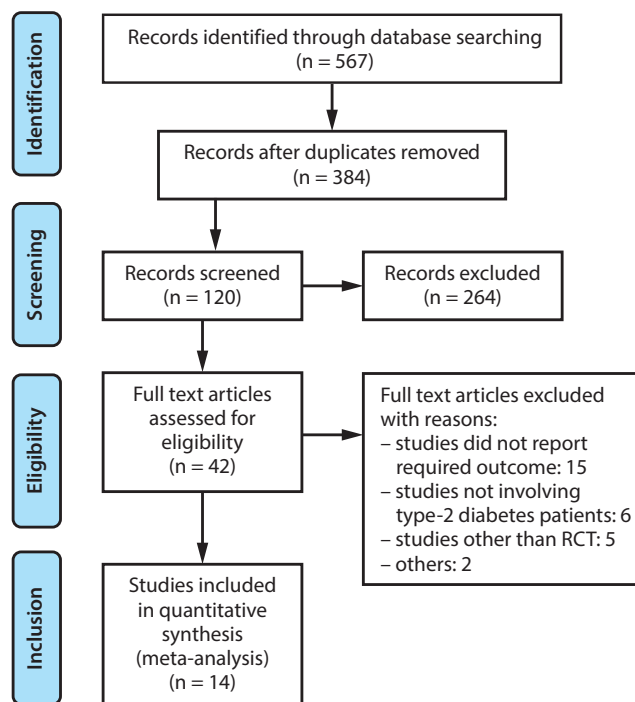 Identification
Records identified through database searching
(n = 567)
Records after duplicates removed
(n = 384)
Screening
Records screened
(n = 120)
Records excluded
(n = 264)
Eligibility
Full text articles
assessed for
eligibility
(n = 42)
Full text articles excluded
with reasons:
– studies did not report
required outcome: 15
– studies not involving
type-2 diabetes patients: 6
– studies other than RCT: 5
– others: 2
Inclusion
Studies included
in quantitative
synthesis
(meta-analysis)
(n = 14)